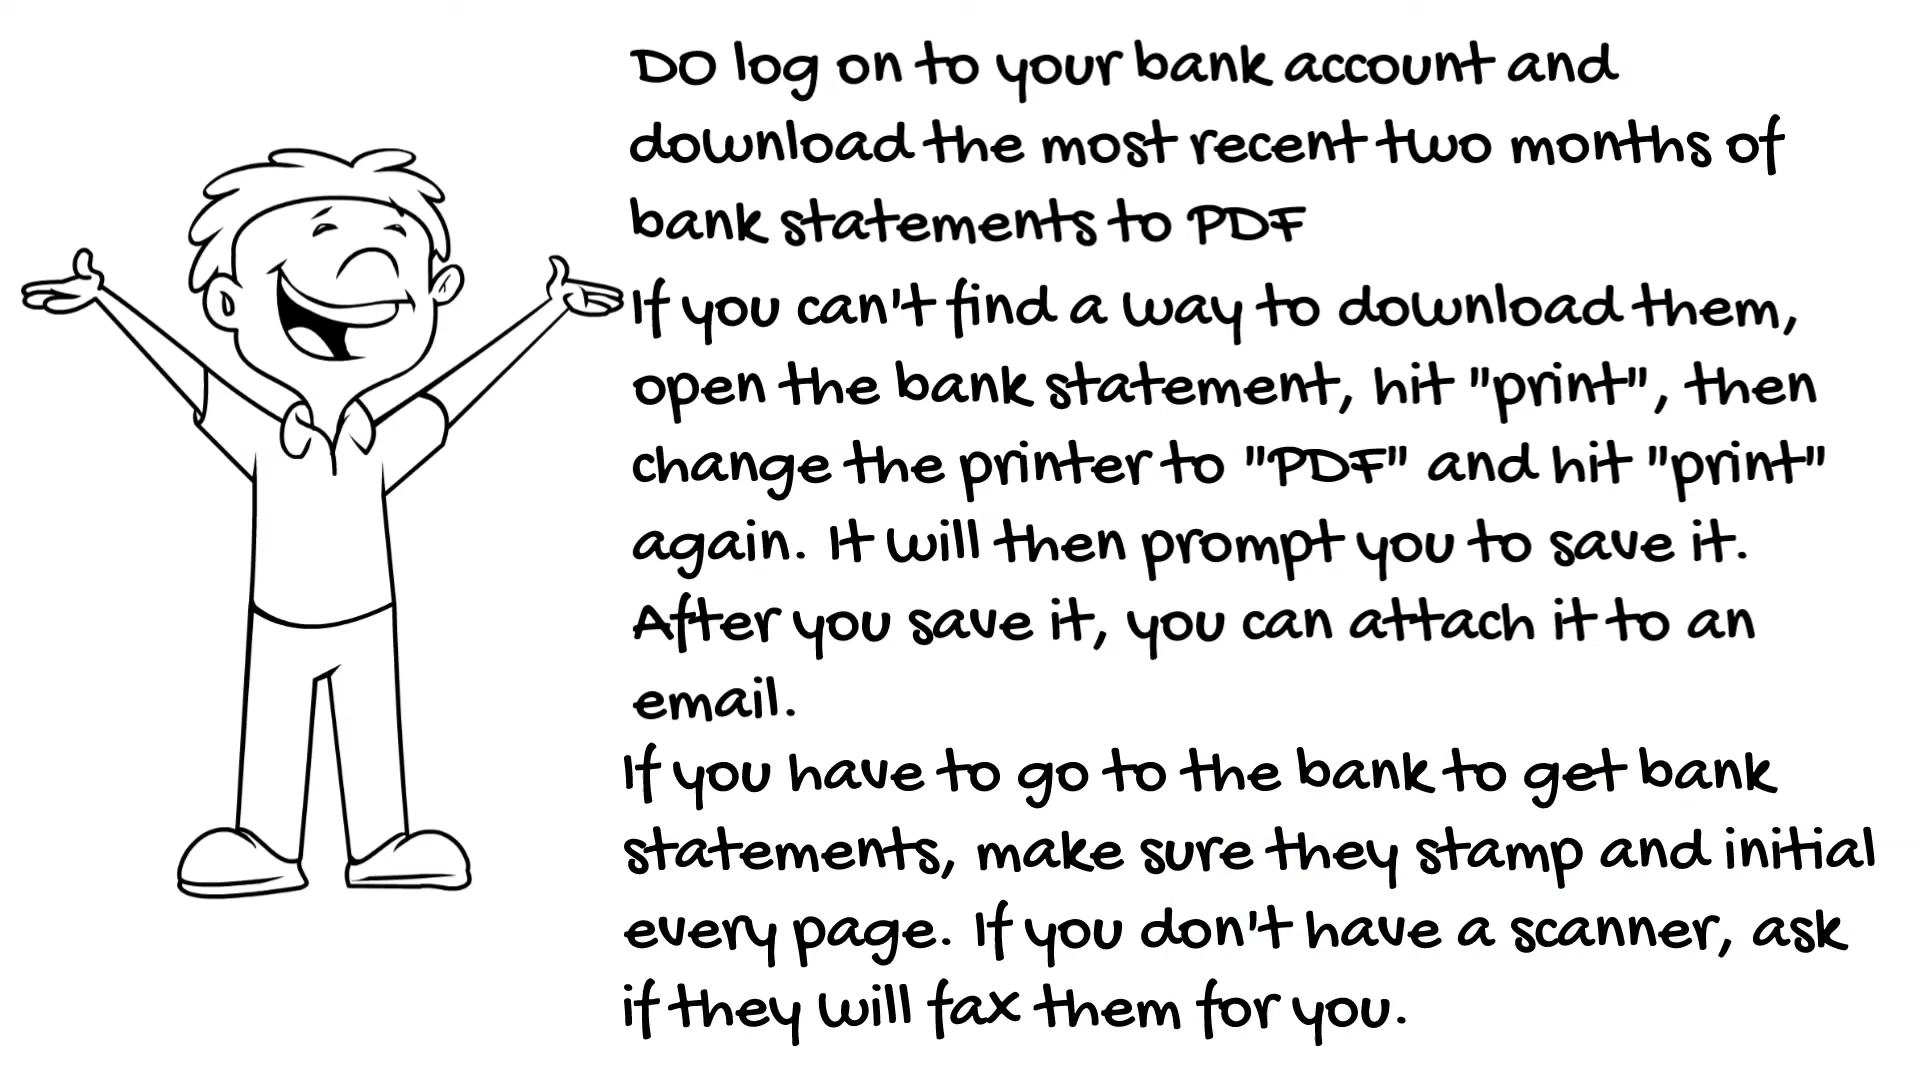 DO log on to your bank account and
download the most recent two months of
bank statements to PDF
If you can't find a way to download them,
open the bank statement, hit "print", then
change the printer to "PDF" and hit "print"
again. It will then prompt you to save it.
After you save it, you can attach it to an
email.
If you have to go to the bank to get bank
statements, make sure they stamp and initial
every page. If you don't have a scanner, ask
if they will fax them for you.